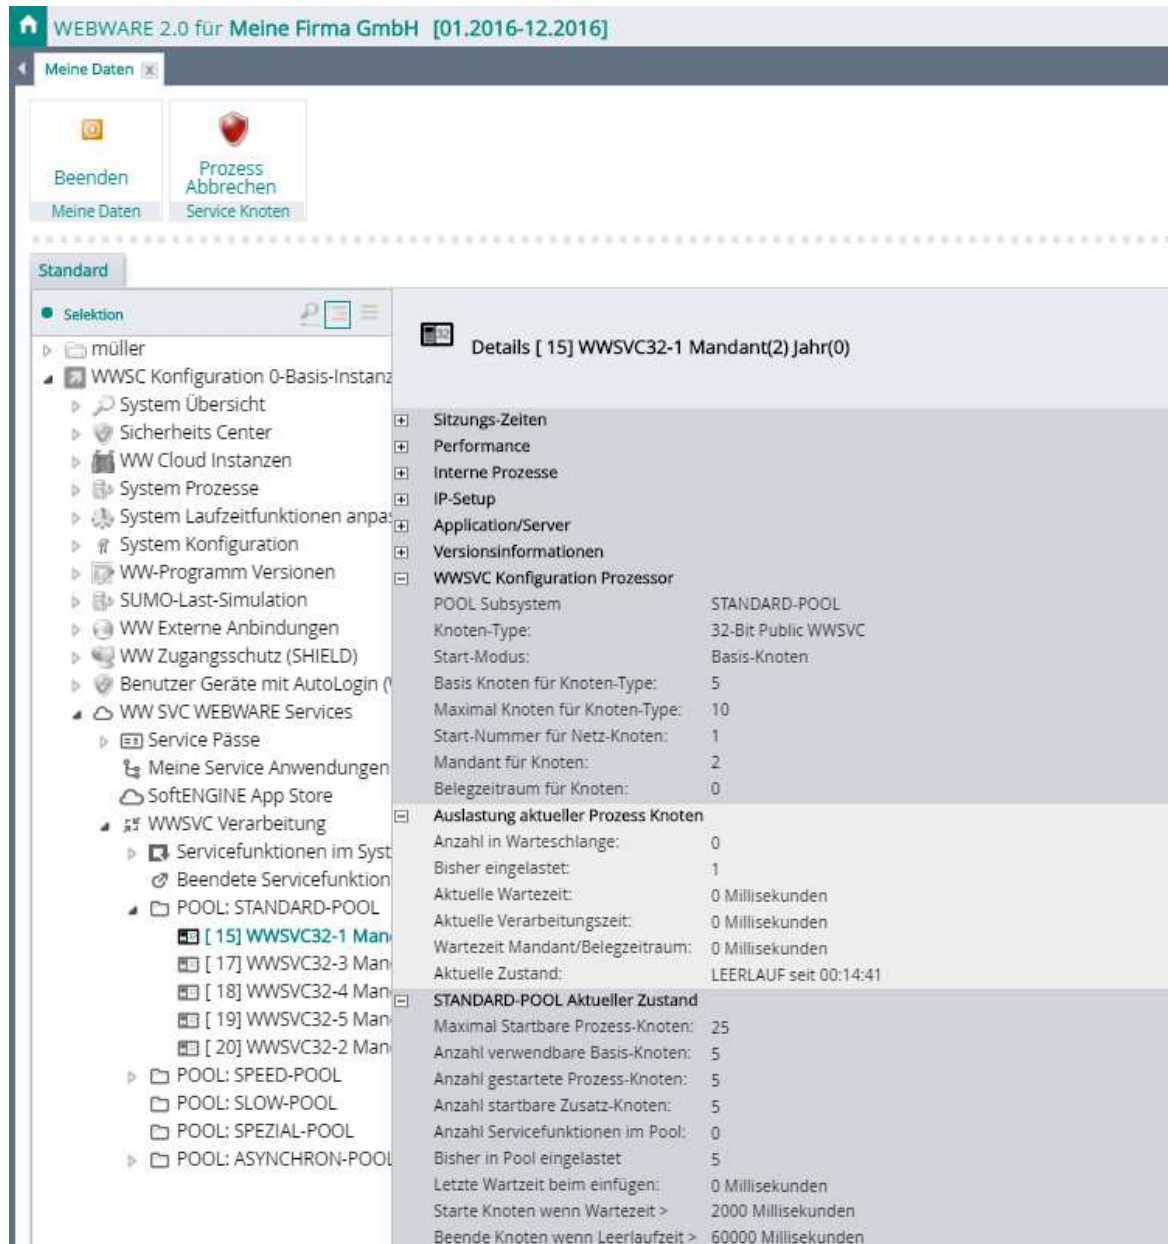 WEBWARE 2.0 für Meine Firma GmbH [01.2016-12.2016]
Meine Daten
Beenden
Meine Daten
Prozess
Abbrechen
Service Knoten
Standard
Selektion
müller
WWSC Konfiguration 0-Basis-Instanz
System Übersicht
Sicherheits Center
WW Cloud Instanzen
System Prozesse
System Laufzeitfunktionen anpas
System Konfiguration
WW-Programm Versionen
SUMO-Last-Simulation
WW Externe Anbindungen
WW Zugangsschutz (SHIELD)
Benutzer Geräte mit AutoLogin (
WW SVC WEBWARE Services
Service Pässe
Meine Service Anwendungen
SoftENGINE App Store
WWSVC Verarbeitung
Servicefunktionen im Syst
Beendete Servicefunktion
POOL: STANDARD-POOL
[ 15] WWSVC32-1 Man
[ 17] WWSVC32-3 Man
[ 18] WWSVC32-4 Man
[ 19] WWSVC32-5 Man
[ 20] WWSVC32-2 Man
POOL: SPEED-POOL
POOL: SLOW-POOL
POOL: SPEZIAL-POOL
POOL: ASYNCHRON-POOL
Details [ 15] WWSVC32-1 Mandant(2) Jahr(0)
Sitzungs-Zeiten
Performance
Interne Prozesse
IP-Setup
Application/Server
Versionsinformationen
WWSVC Konfiguration Prozessor
POOL Subsystem STANDARD-POOL
Knoten-Type: 32-Bit Public WWSVC
Start-Modus: Basis-Knoten
Basis Knoten für Knoten-Type: 5
Maximal Knoten für Knoten-Type: 10
Start-Nummer für Netz-Knoten: 1
Mandant für Knoten: 2
Belegzeitraum für Knoten: 0
Auslastung aktueller Prozess Knoten
Anzahl in Warteschlange: 0
Bisher eingelastet: 1
Aktuelle Wartezeit: 0 Millisekunden
Aktuelle Verarbeitungszeit: 0 Millisekunden
Wartezeit Mandant/Belegzeitraum: 0 Millisekunden
Aktuelle Zustand: LEERLAUF seit 00:14:41
STANDARD-POOL Aktueller Zustand
Maximal Startbare Prozess-Knoten: 25
Anzahl verwendbare Basis-Knoten: 5
Anzahl gestartete Prozess-Knoten: 5
Anzahl startbare Zusatz-Knoten: 5
Anzahl Servicefunktionen im Pool: 0
Bisher in Pool eingelastet 5
Letzte Wartzeit beim einfügen: 0 Millisekunden
Starte Knoten wenn Wartezeit > 2000 Millisekunden
Beende Knoten wenn Leerlaufzeit > 60000 Millisekunden